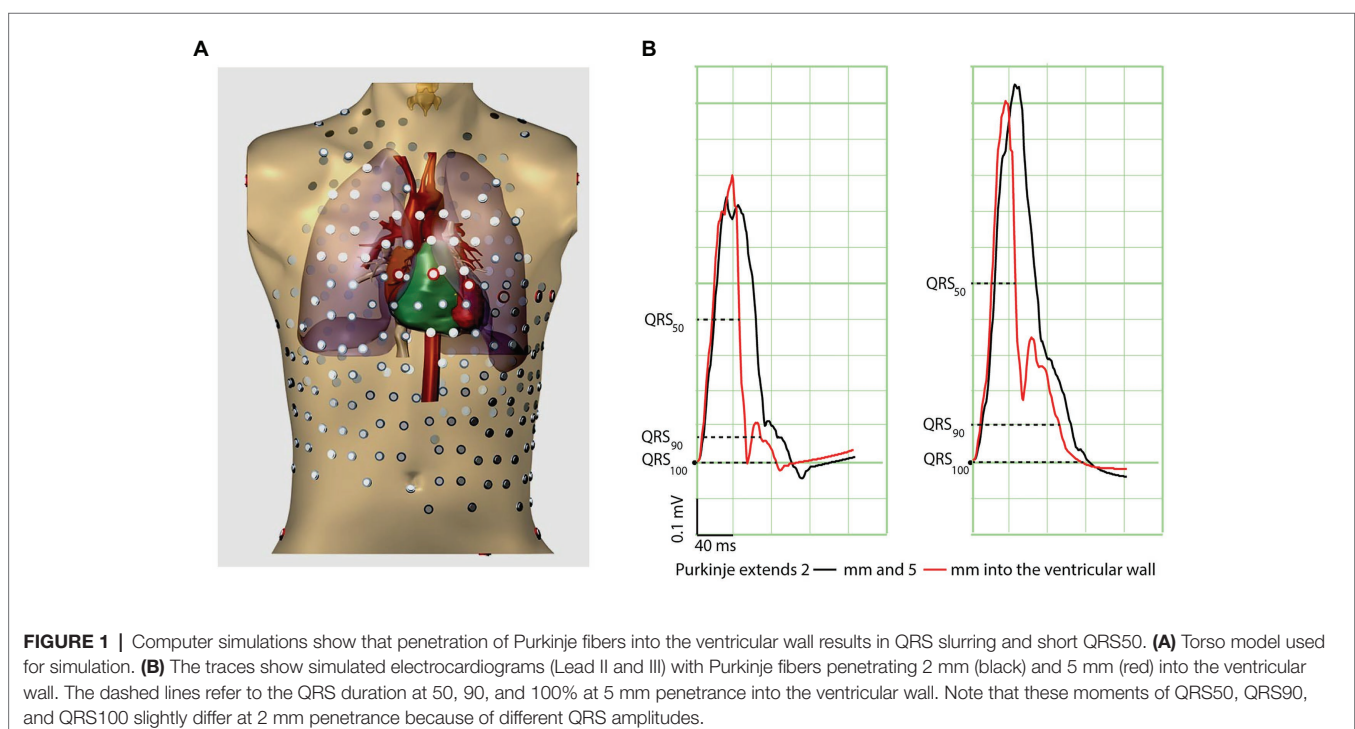 A
B
QRS50
QRS90
QRS100
0.1 mV
40 ms
QRS50
QRS90
QRS100
Purkinje extends 2 — mm and 5 — mm into the ventricular wall
FIGURE 1 | Computer simulations show that penetration of Purkinje fibers into the ventricular wall results in QRS slurring and short QRS50. (A) Torso model used
for simulation. (B) The traces show simulated electrocardiograms (Lead II and III) with Purkinje fibers penetrating 2 mm (black) and 5 mm (red) into the ventricular
wall. The dashed lines refer to the QRS duration at 50, 90, and 100% at 5 mm penetrance into the ventricular wall. Note that these moments of QRS50, QRS90,
and QRS100 slightly differ at 2 mm penetrance because of different QRS amplitudes.